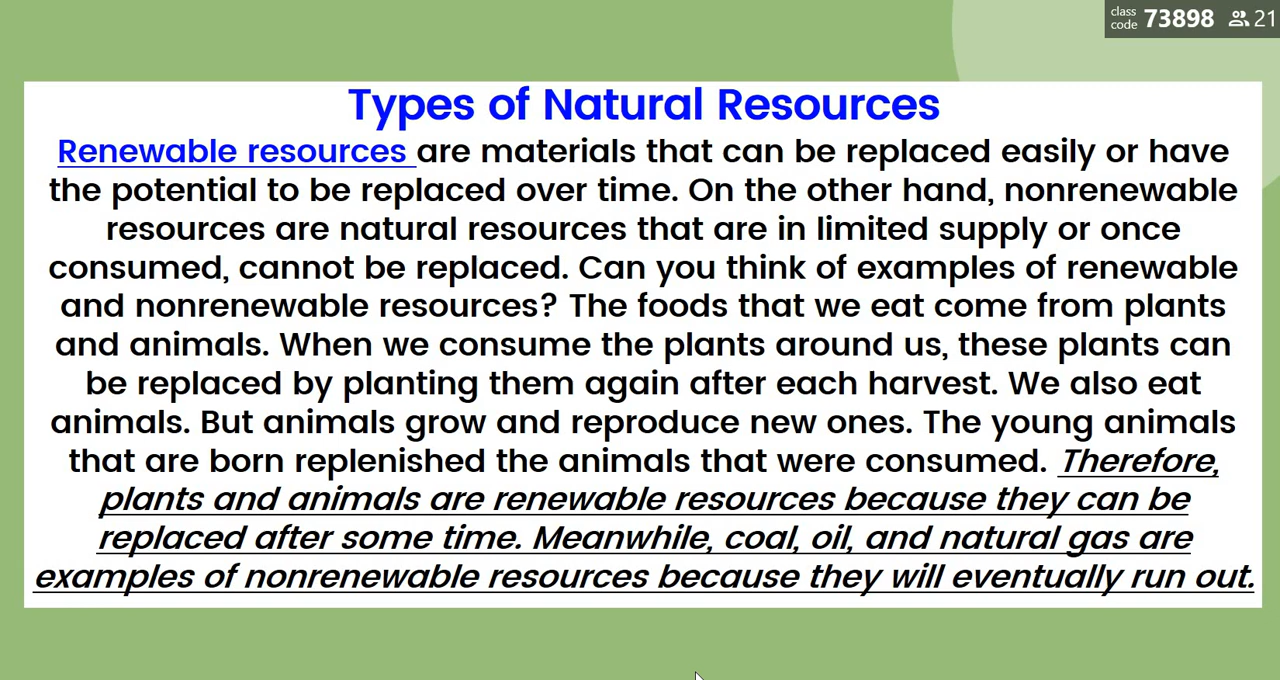 class
code 73898 21
Types of Natural Resources
Renewable resources are materials that can be replaced easily or have
the potential to be replaced over time. On the other hand, nonrenewable
resources are natural resources that are in limited supply or once
consumed, cannot be replaced. Can you think of examples of renewable
and nonrenewable resources? The foods that we eat come from plants
and animals. When we consume the plants around us, these plants can
be replaced by planting them again after each harvest. We also eat
animals. But animals grow and reproduce new ones. The young animals
that are born replenished the animals that were consumed. Therefore,
plants and animals are renewable resources because they can be
replaced after some time. Meanwhile, coal, oil, and natural gas are
examples of nonrenewable resources because they will eventually run out.